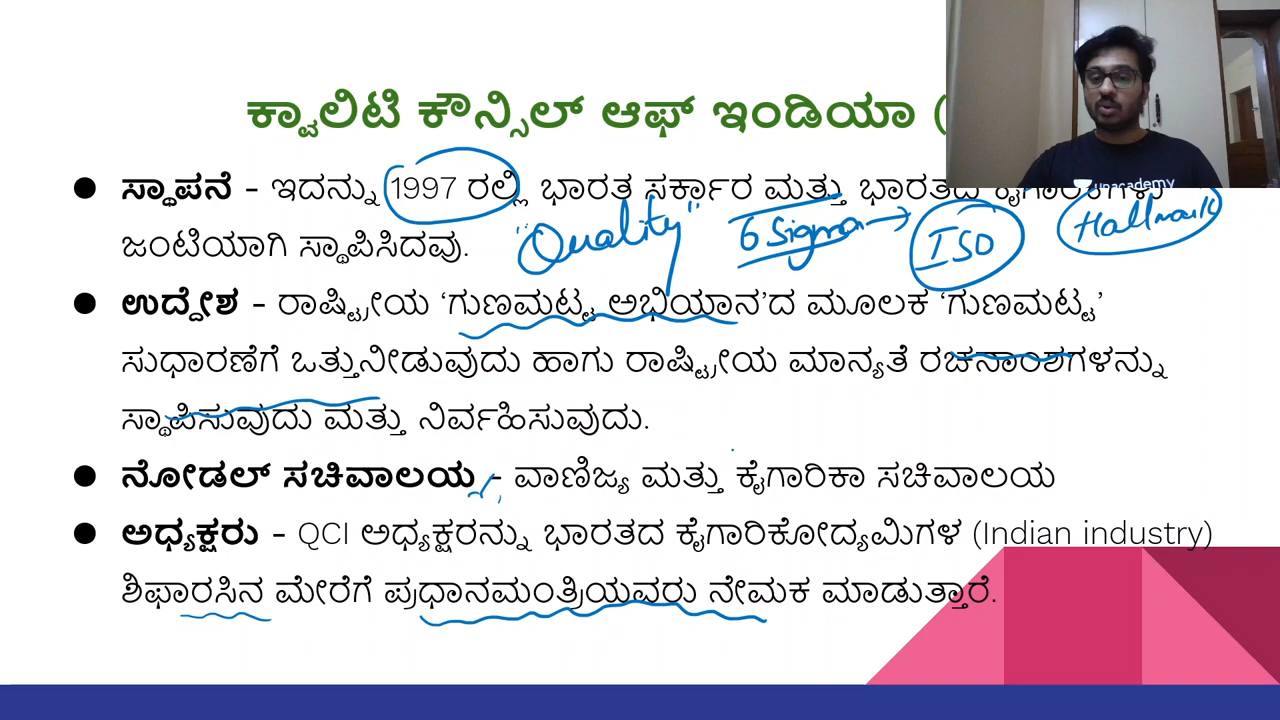 ಕ್ವಾಲಿಟಿ ಕೌನ್ಸಿಲ್ ಆಫ್ ಇಂಡಿಯಾ (
● ಸ್ಥಾಪನೆ - ಇದನ್ನು 1997 ರಲ್ಲಿ ಭಾರತ ಸರ್ಕಾರ ಮತ್ತು ಭಾರತದ ಕೈಗಾರಿಕೆಗಳು
unacademy
ಜಂಟಿಯಾಗಿ ಸ್ಥಾಪಿಸಿದವು.
"Quality" 6 Sigma → ISO Hallmark
● ಉದ್ದೇಶ - ರಾಷ್ಟ್ರೀಯ ‘ಗುಣಮಟ್ಟ ಅಭಿಯಾನ’ದ ಮೂಲಕ ‘ಗುಣಮಟ್ಟ’
ಸುಧಾರಣೆಗೆ ಒತ್ತುನೀಡುವುದು ಹಾಗು ರಾಷ್ಟ್ರೀಯ ಮಾನ್ಯತೆ ರಚನಾಂಶಗಳನ್ನು
ಸ್ಥಾಪಿಸುವುದು ಮತ್ತು ನಿರ್ವಹಿಸುವುದು.
● ನೋಡಲ್ ಸಚಿವಾಲಯ - ವಾಣಿಜ್ಯ ಮತ್ತು ಕೈಗಾರಿಕಾ ಸಚಿವಾಲಯ
● ಅಧ್ಯಕ್ಷರು - QCI ಅಧ್ಯಕ್ಷರನ್ನು ಭಾರತದ ಕೈಗಾರಿಕೋದ್ಯಮಿಗಳ (Indian industry)
ಶಿಫಾರಸಿನ ಮೇರೆಗೆ ಪ್ರಧಾನಮಂತ್ರಿಯವರು ನೇಮಕ ಮಾಡುತ್ತಾರೆ.